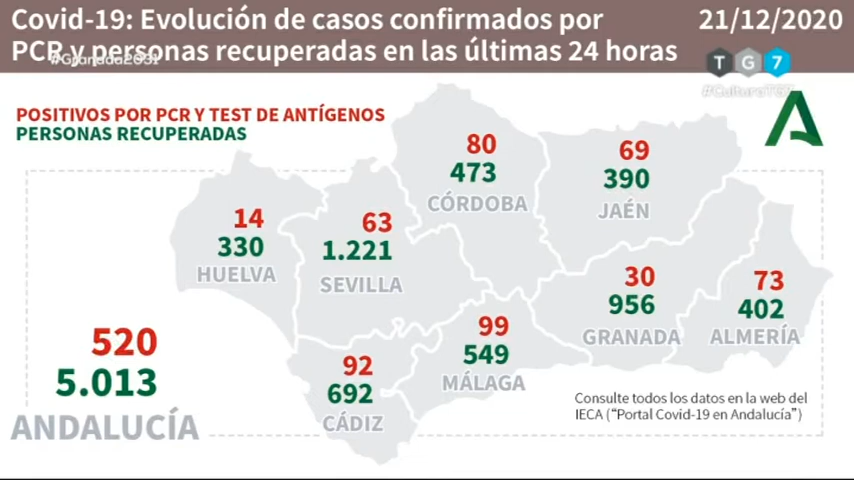 Covid-19: Evolución de casos confirmados por
PCR y personas recuperadas en las últimas 24 horas
21/12/2020
#Granada2031
TG7
#CulturaTG7
POSITIVOS POR PCR Y TEST DE ANTÍGENOS
PERSONAS RECUPERADAS
80
473
CÓRDOBA
69
390
JAÉN
14
330
HUELVA
63
1.221
SEVILLA
30
956
GRANADA
73
402
ALMERÍA
99
549
MÁLAGA
92
692
CÁDIZ
520
5.013
ANDALUCÍA
Consulte todos los datos en la web del
IECA ("Portal Covid-19 en Andalucía")